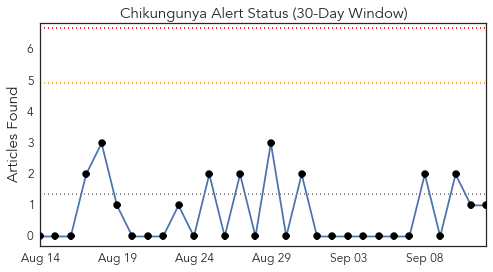 Chikungunya Alert Status (30-Day Window)
Articles Found
6
5
4
3
2
1
0
Aug 14 Aug 19 Aug 24 Aug 29 Sep 03 Sep 08